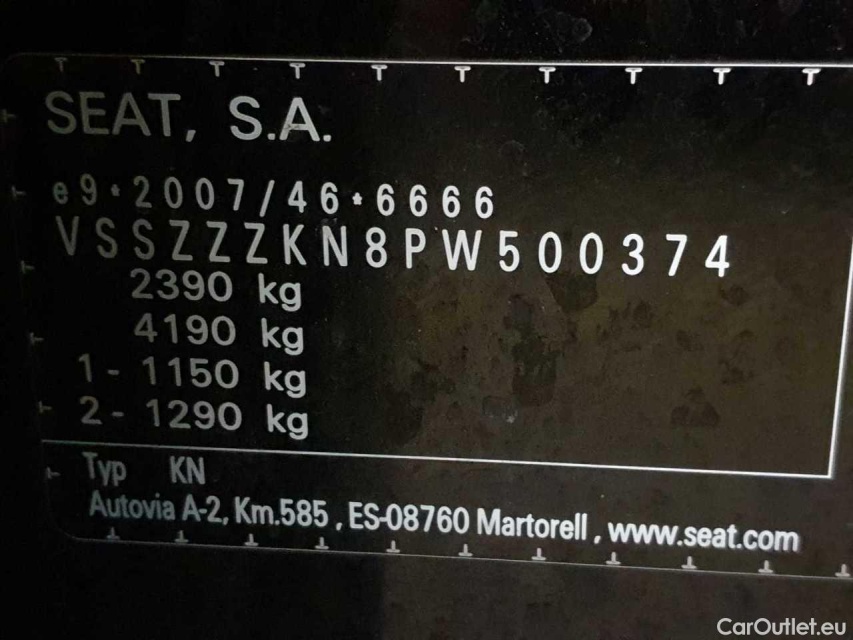 SEAT, S.A.
e9*2007/46*6666
VSSZZZKN8PW500374
2390 kg
4190 kg
1 - 1150 kg
2 - 1290 kg
Typ KN
Autovia A-2, Km.585 , ES-08760 Martorell , www.seat.com
CarOutlet.eu